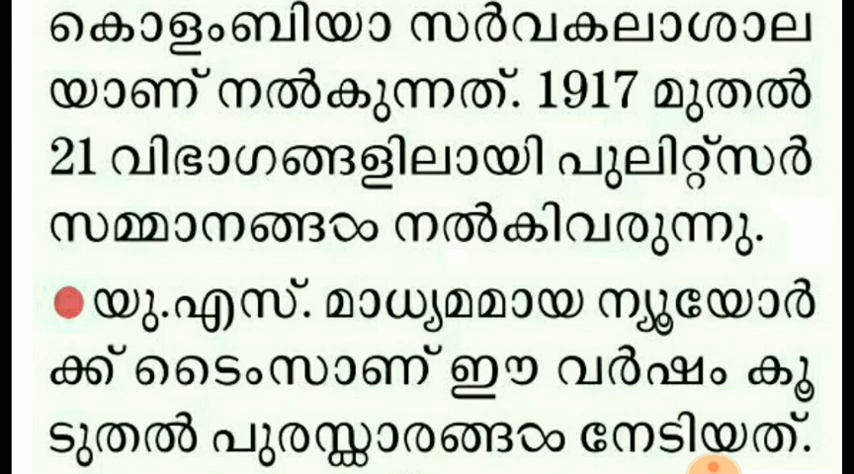 കൊളംബിയാ സർവകലാശാല
യാണ് നൽകുന്നത്. 1917 മുതൽ
21 വിഭാഗങ്ങളിലായി പുലിറ്റ്സർ
സമ്മാനങ്ങൾ നൽകിവരുന്നു.
● യു.എസ്. മാധ്യമമായ ന്യൂയോർ
ക്ക് ടൈംസാണ് ഈ വർഷം കൂ
ടുതൽ പുരസ്കാരങ്ങൾ നേടിയത്.